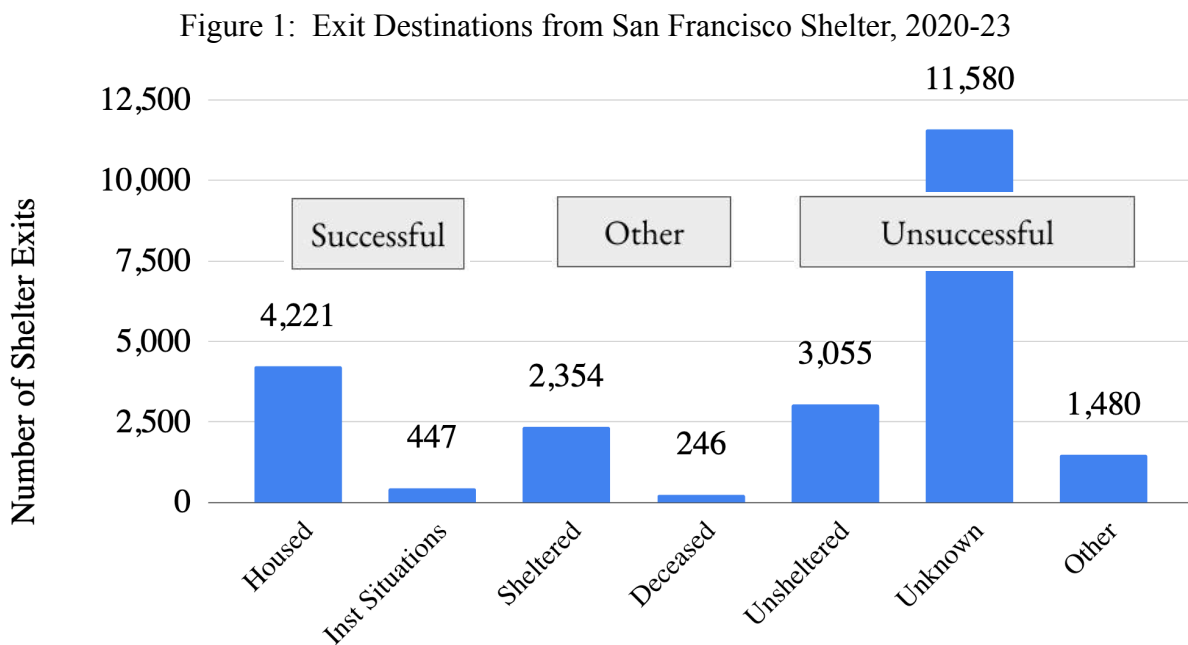 Figure 1: Exit Destinations from San Francisco Shelter, 2020-23
Number of Shelter Exits
12,500
10,000
7,500
5,000
2,500
0
11,580
Successful
Other
Unsuccessful
4,221
447
2,354
246
3,055
1,480
Housed
Inst Situations
Sheltered
Deceased
Unsheltered
Unknown
Other